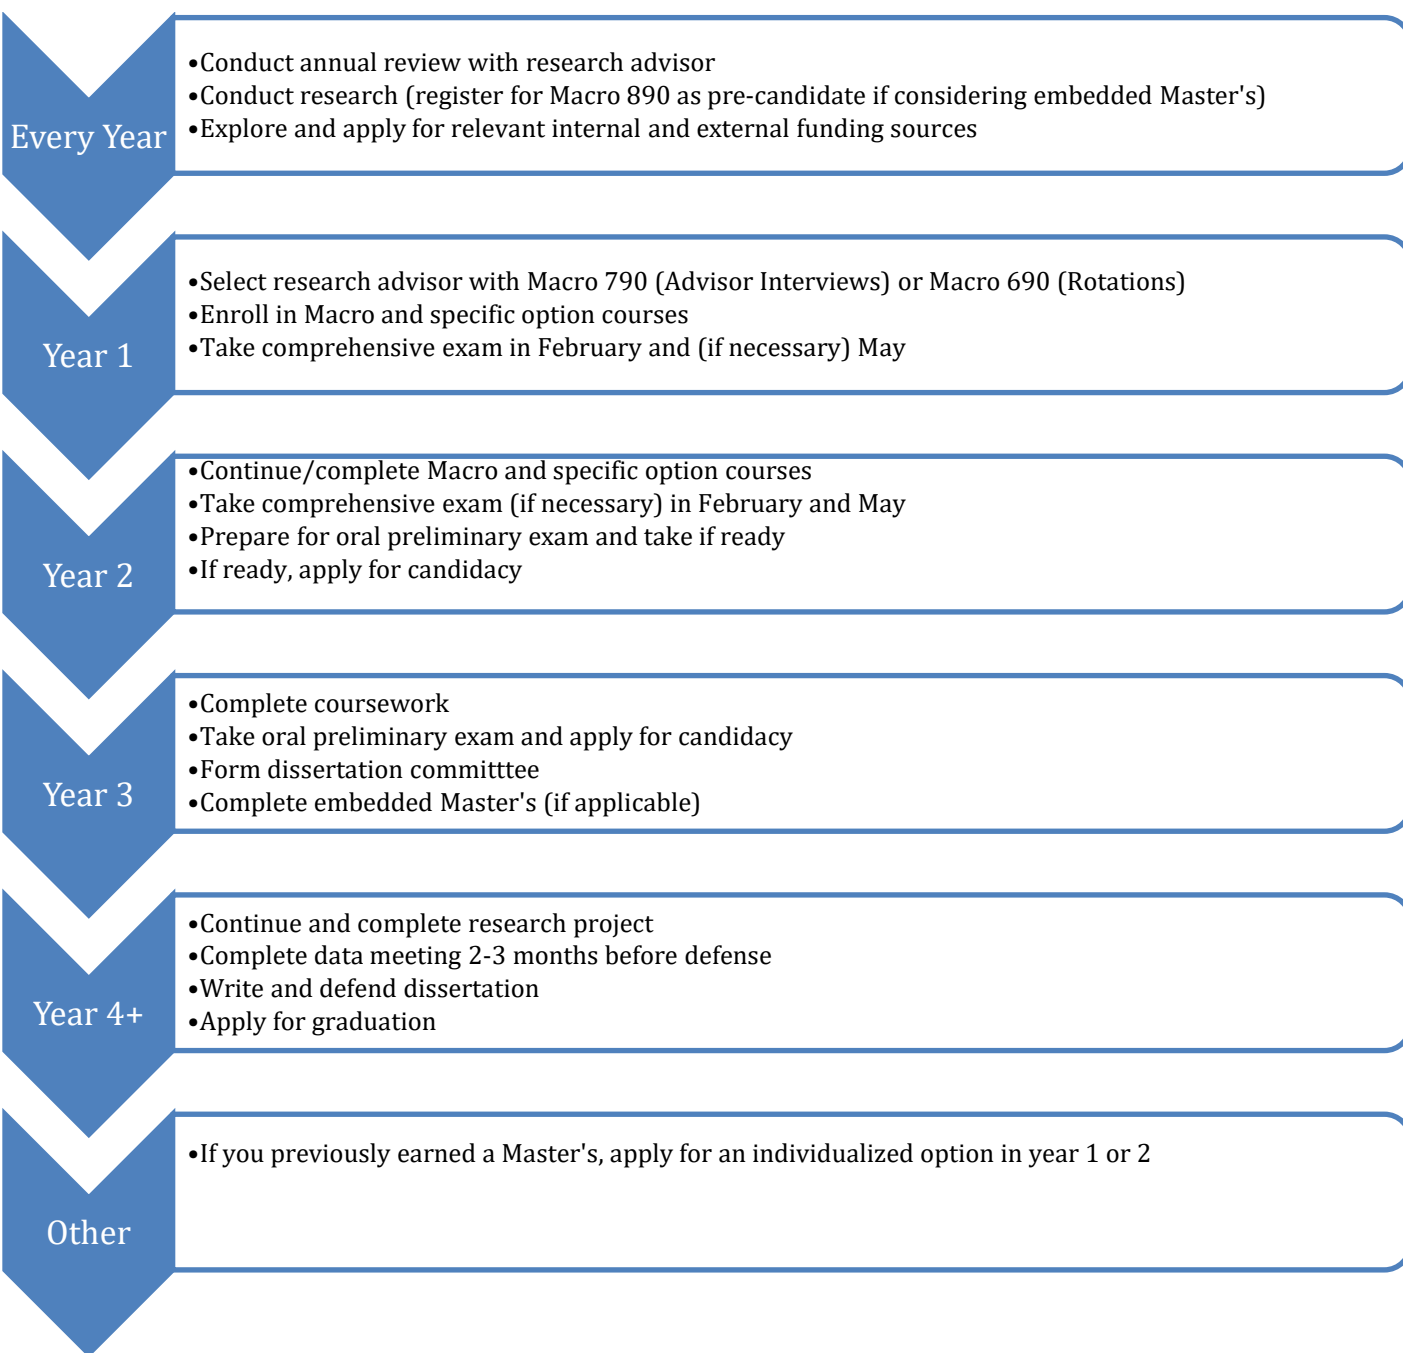 Every Year
•Conduct annual review with research advisor
•Conduct research (register for Macro 890 as pre-candidate if considering embedded Master's)
•Explore and apply for relevant internal and external funding sources
Year 1
•Select research advisor with Macro 790 (Advisor Interviews) or Macro 690 (Rotations)
•Enroll in Macro and specific option courses
•Take comprehensive exam in February and (if necessary) May
Year 2
•Continue/complete Macro and specific option courses
•Take comprehensive exam (if necessary) in February and May
•Prepare for oral preliminary exam and take if ready
•If ready, apply for candidacy
Year 3
•Complete coursework
•Take oral preliminary exam and apply for candidacy
•Form dissertation committtee
•Complete embedded Master's (if applicable)
Year 4+
•Continue and complete research project
•Complete data meeting 2-3 months before defense
•Write and defend dissertation
•Apply for graduation
Other
•If you previously earned a Master's, apply for an individualized option in year 1 or 2